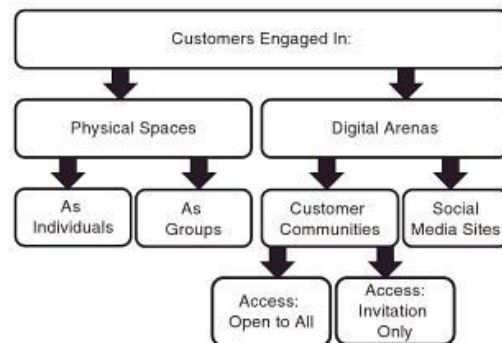 Customers Engaged In:
Physical Spaces
Digital Arenas
As
Individuals
As
Groups
Customer
Communities
Social
Media Sites
Access:
Open to All
Access:
Invitation
Only